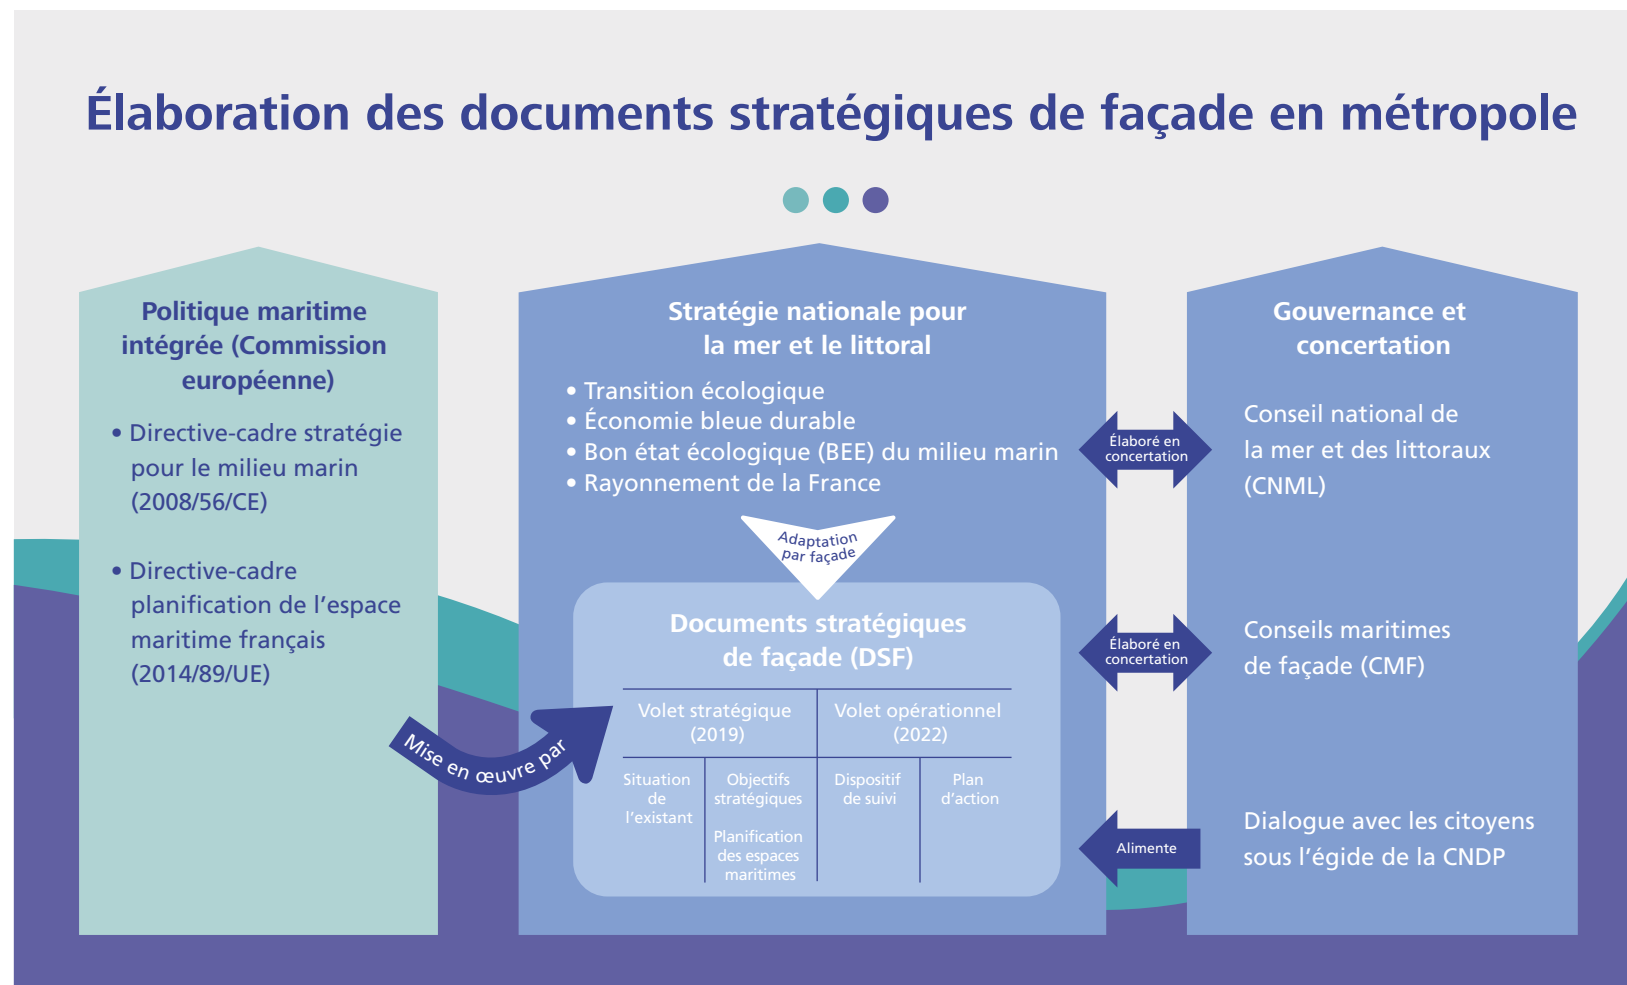 Élaboration des documents stratégiques de façade en métropole
Politique maritime
intégrée (Commission
européenne)
• Directive-cadre stratégie
pour le milieu marin
(2008/56/CE)
• Directive-cadre
planification de l’espace
maritime français
(2014/89/UE)
Mise en œuvre par
Stratégie nationale pour
la mer et le littoral
• Transition écologique
• Économie bleue durable
• Bon état écologique (BEE) du milieu marin
• Rayonnement de la France
Adaptation
par façade
Documents stratégiques
de façade (DSF)
Volet stratégique
(2019)
Volet opérationnel
(2022)
Situation
de
l’existant
Objectifs
stratégiques
Planification
des espaces
maritimes
Dispositif
de suivi
Plan
d’action
Élaboré en
concertation
Élaboré en
concertation
Alimente
Gouvernance et
concertation
Conseil national de
la mer et des littoraux
(CNML)
Conseils maritimes
de façade (CMF)
Dialogue avec les citoyens
sous l’égide de la CNDP